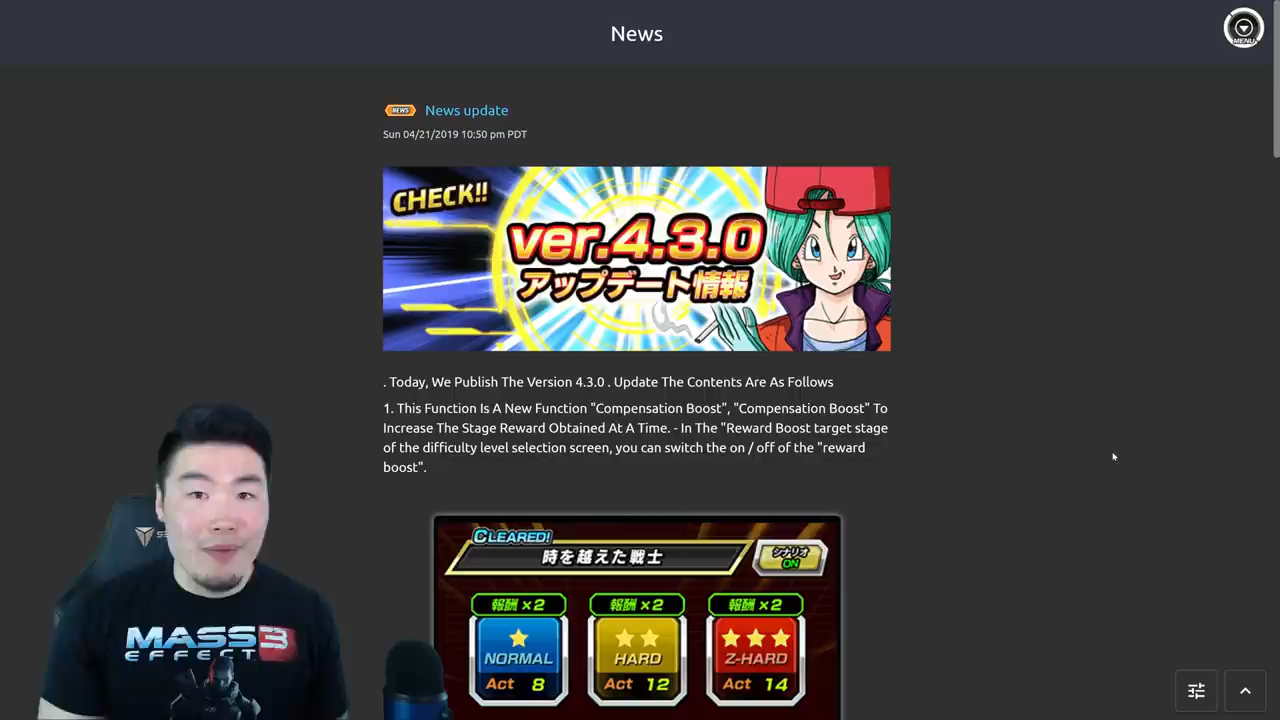 News
MENU
NEWS News update
Sun 04/21/2019 10:50 pm PDT
CHECK!!
ver.4.3.0
アップデート情報
. Today, We Publish The Version 4.3.0 . Update The Contents Are As Follows
1. This Function Is A New Function "Compensation Boost", "Compensation Boost" To
Increase The Stage Reward Obtained At A Time. - In The "Reward Boost target stage
of the difficulty level selection screen, you can switch the on / off of the "reward
boost".
CLEARED!
時を越えた戦士
シナリオ
ON
報酬×2 報酬×2 報酬×2
NORMAL HARD Z-HARD
Act 8 Act 12 Act 14
MASS 3
EFFECT